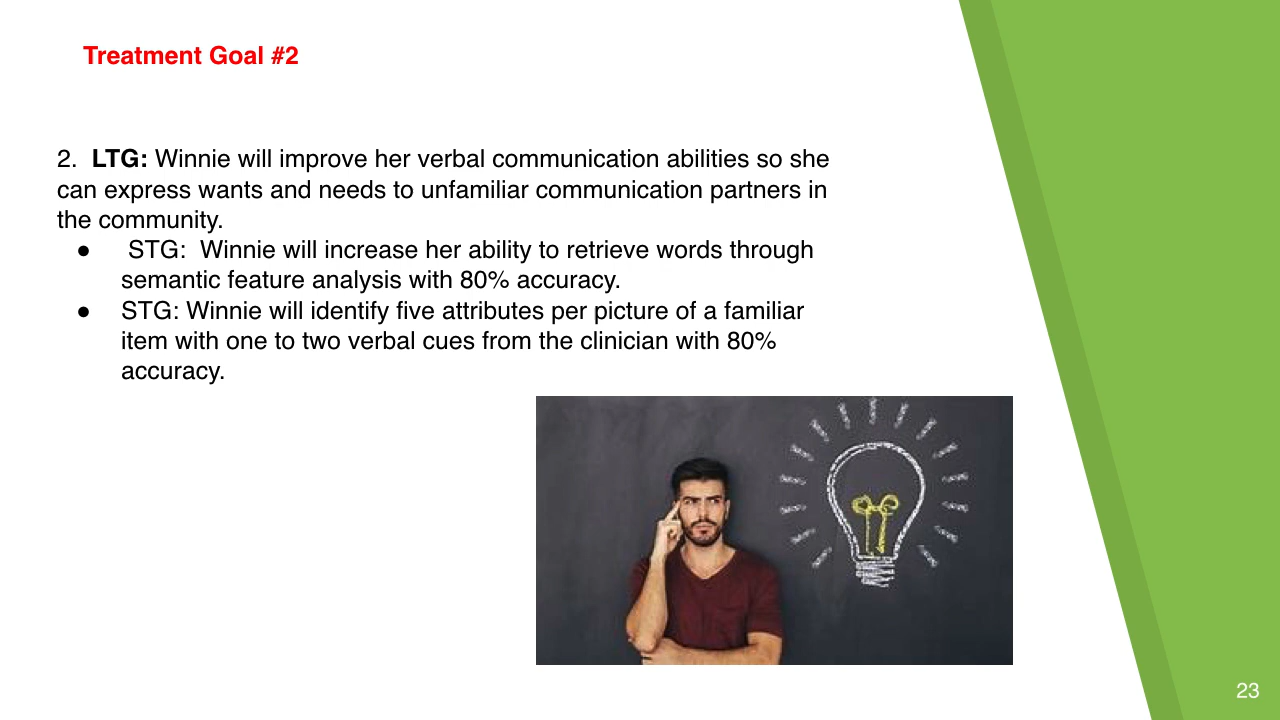 Treatment Goal #2
2. LTG: Winnie will improve her verbal communication abilities so she
can express wants and needs to unfamiliar communication partners in
the community.
● STG: Winnie will increase her ability to retrieve words through
semantic feature analysis with 80% accuracy.
● STG: Winnie will identify five attributes per picture of a familiar
item with one to two verbal cues from the clinician with 80%
accuracy.
23